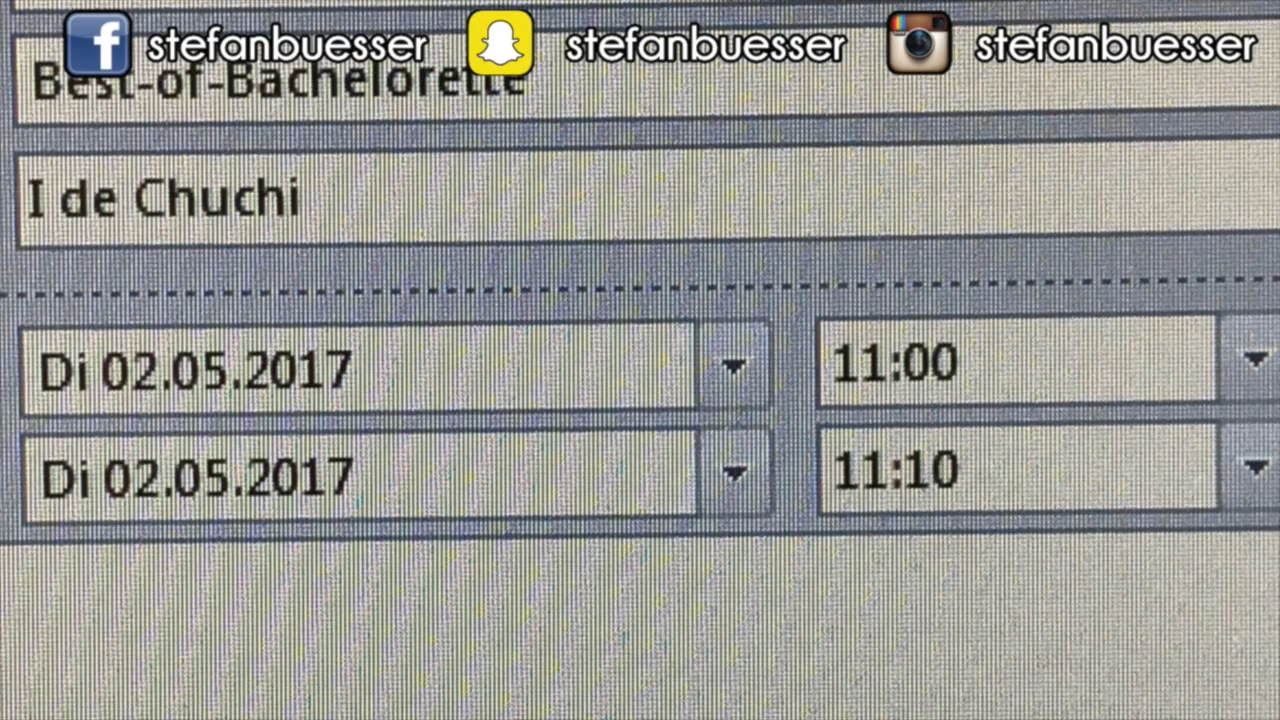 stefanbuesser stefanbuesser stefanbuesser
Best-of-Bachelorette
I de Chuchi
Di 02.05.2017 11:00
Di 02.05.2017 11:10